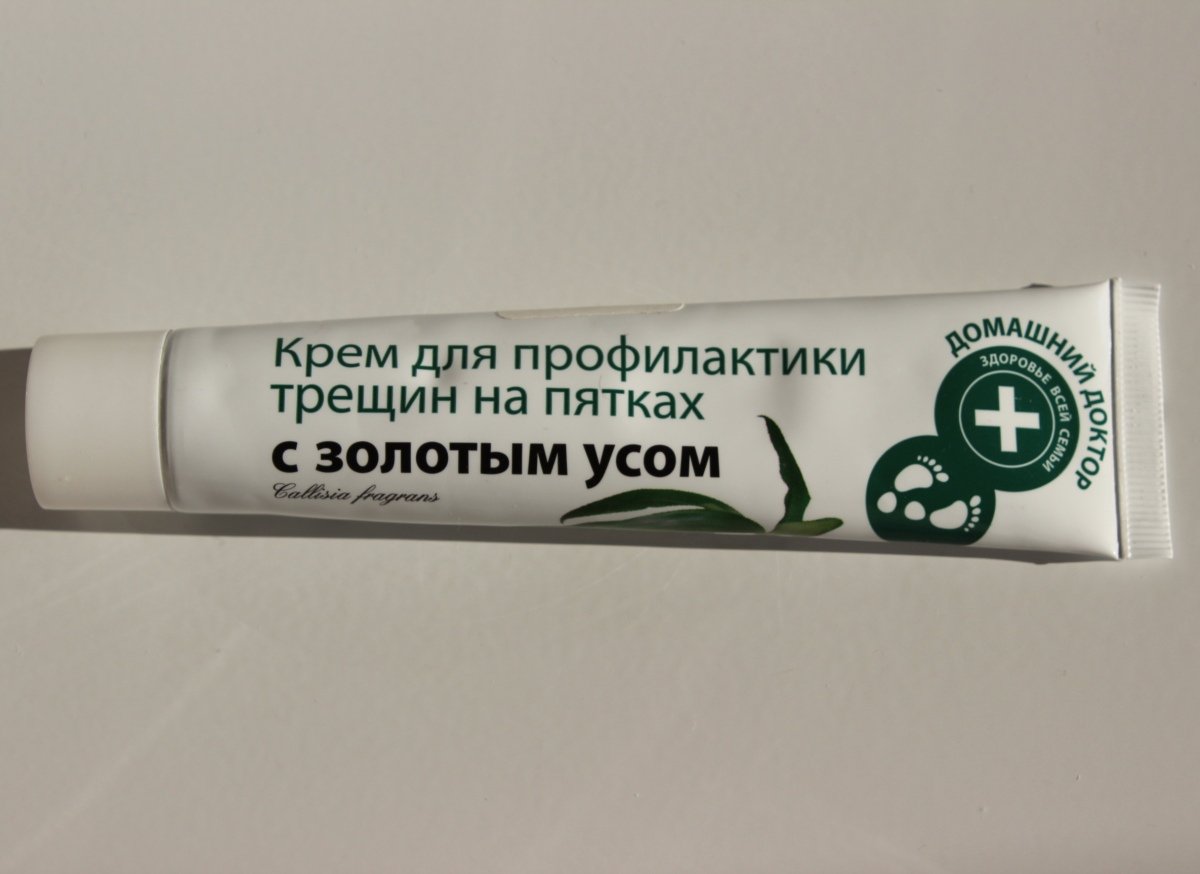 Крем для профилактики
трещин на пятках
с золотым усом
Callisia fragrans
ДОМАШНИЙ ДОКТОР
ЗДОРОВЬЕ ВСЕЙ СЕМЬИ